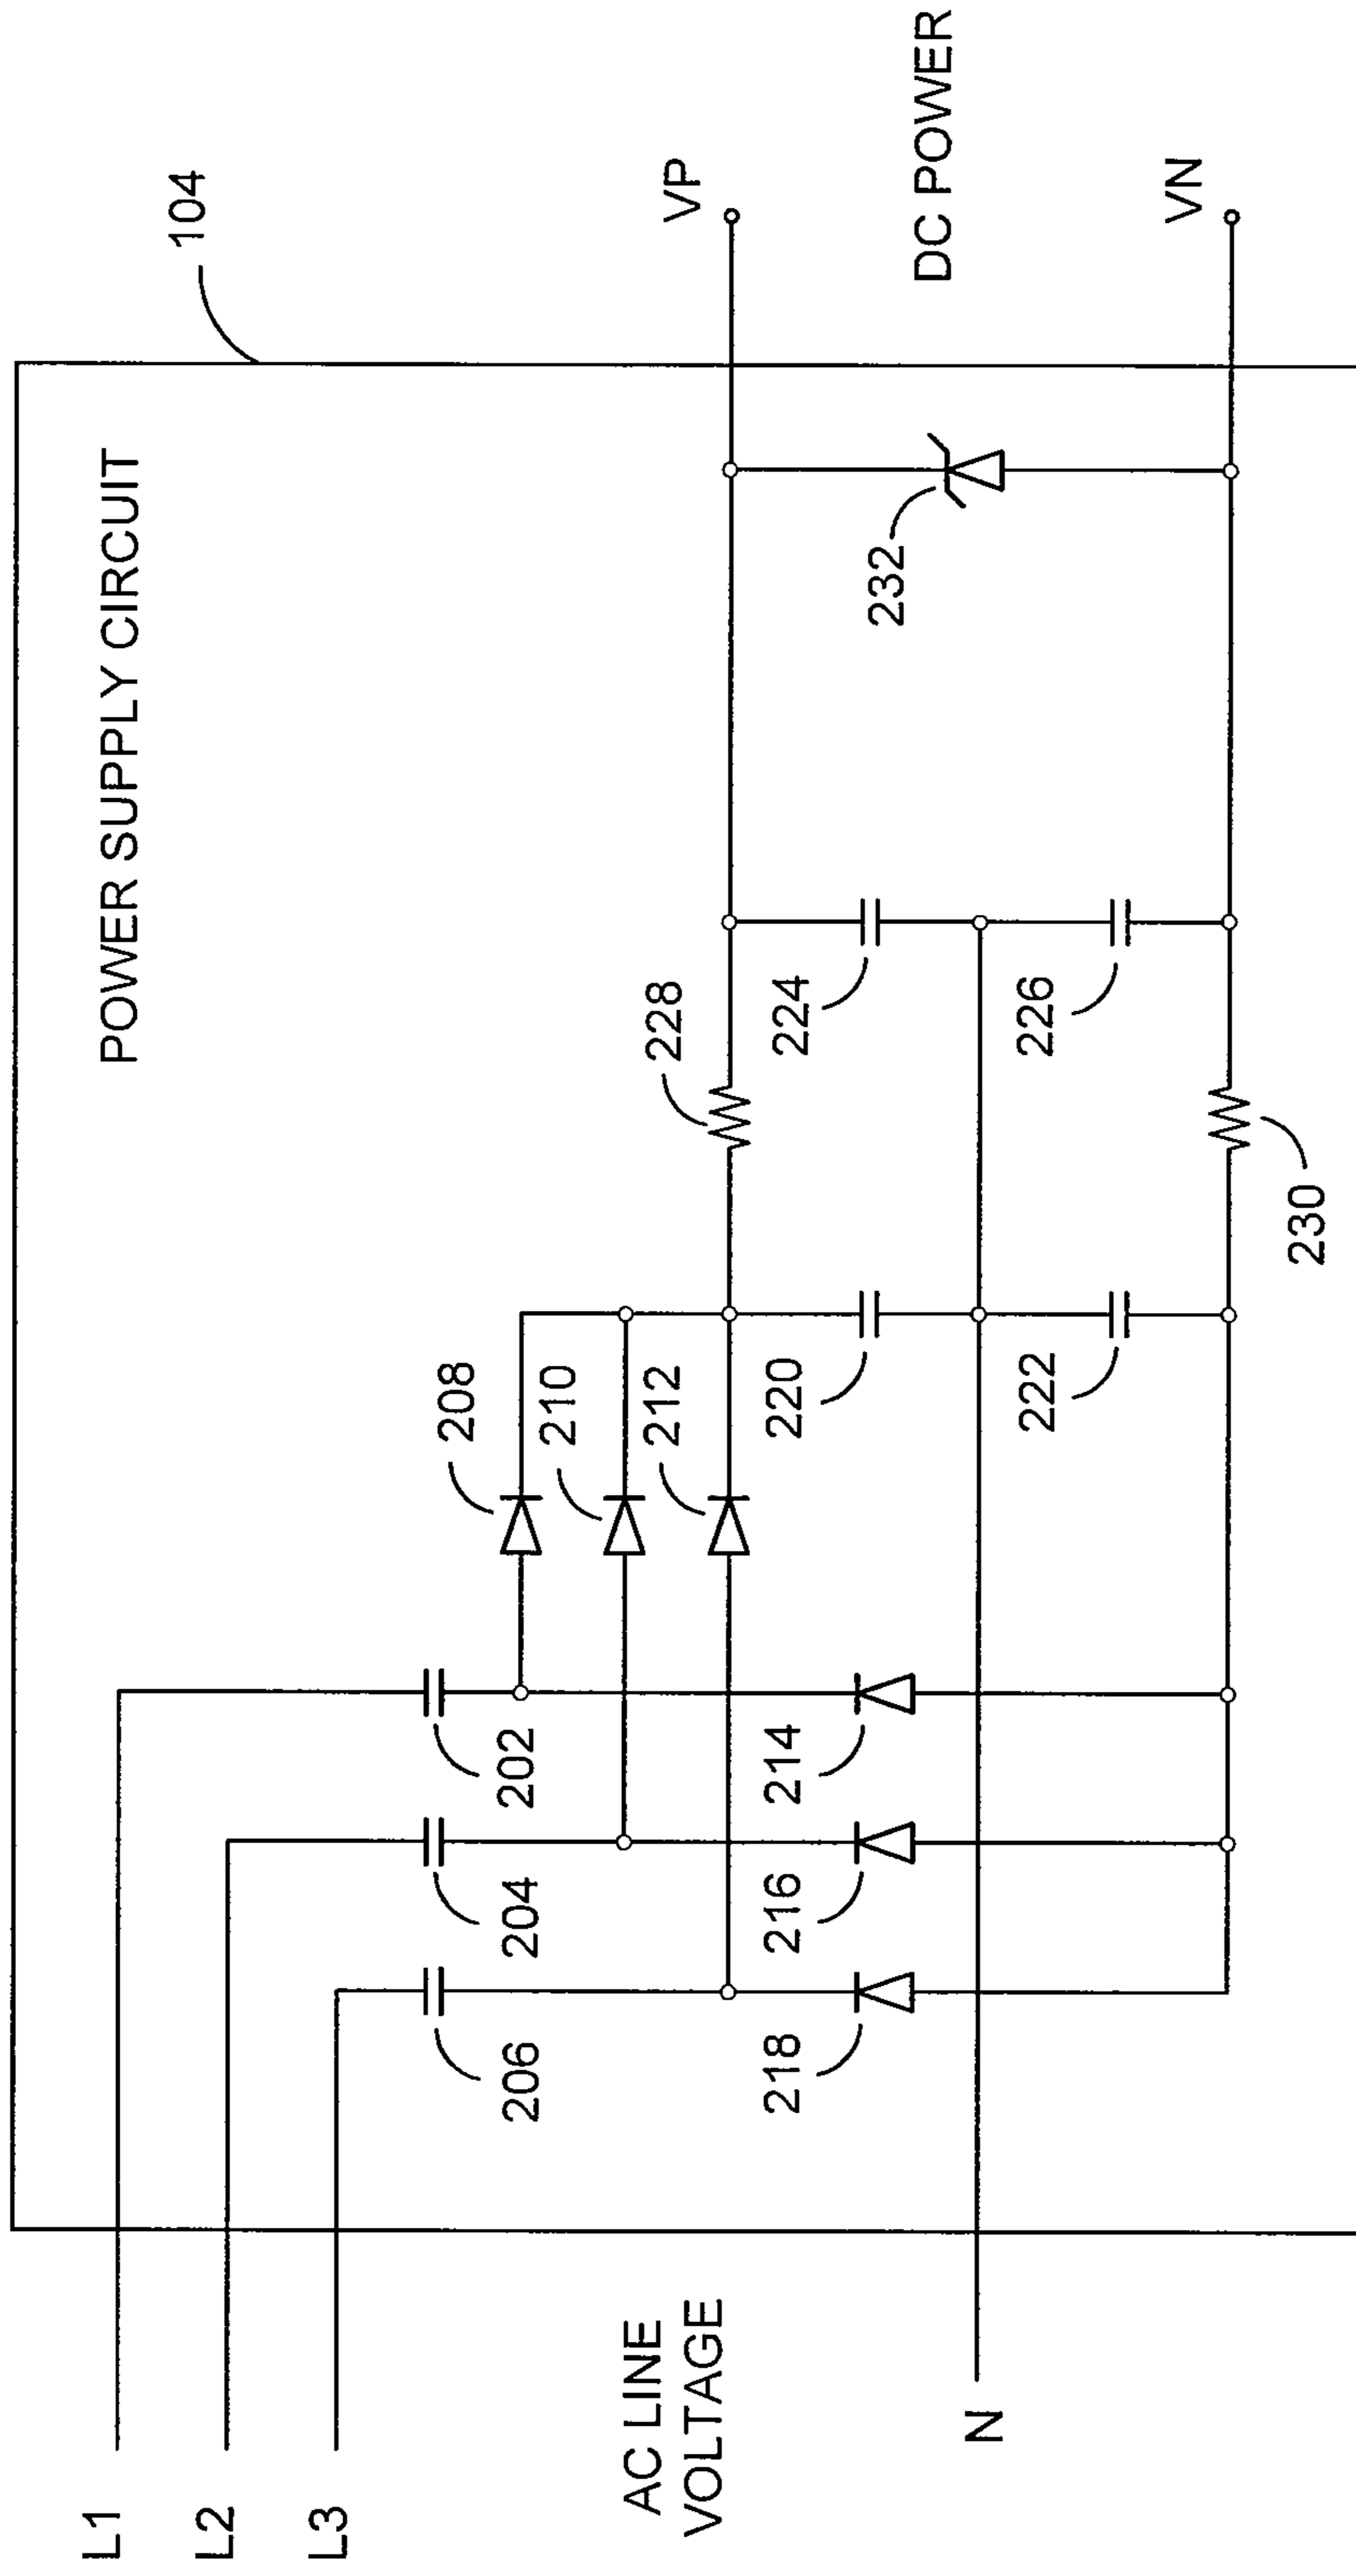 POWER SUPPLY CIRCUIT
104
L1
L2
L3
AC LINE
VOLTAGE
N
202
204
206
208
210
212
214
216
218
220
222
224
226
228
230
232
VP
DC POWER
VN